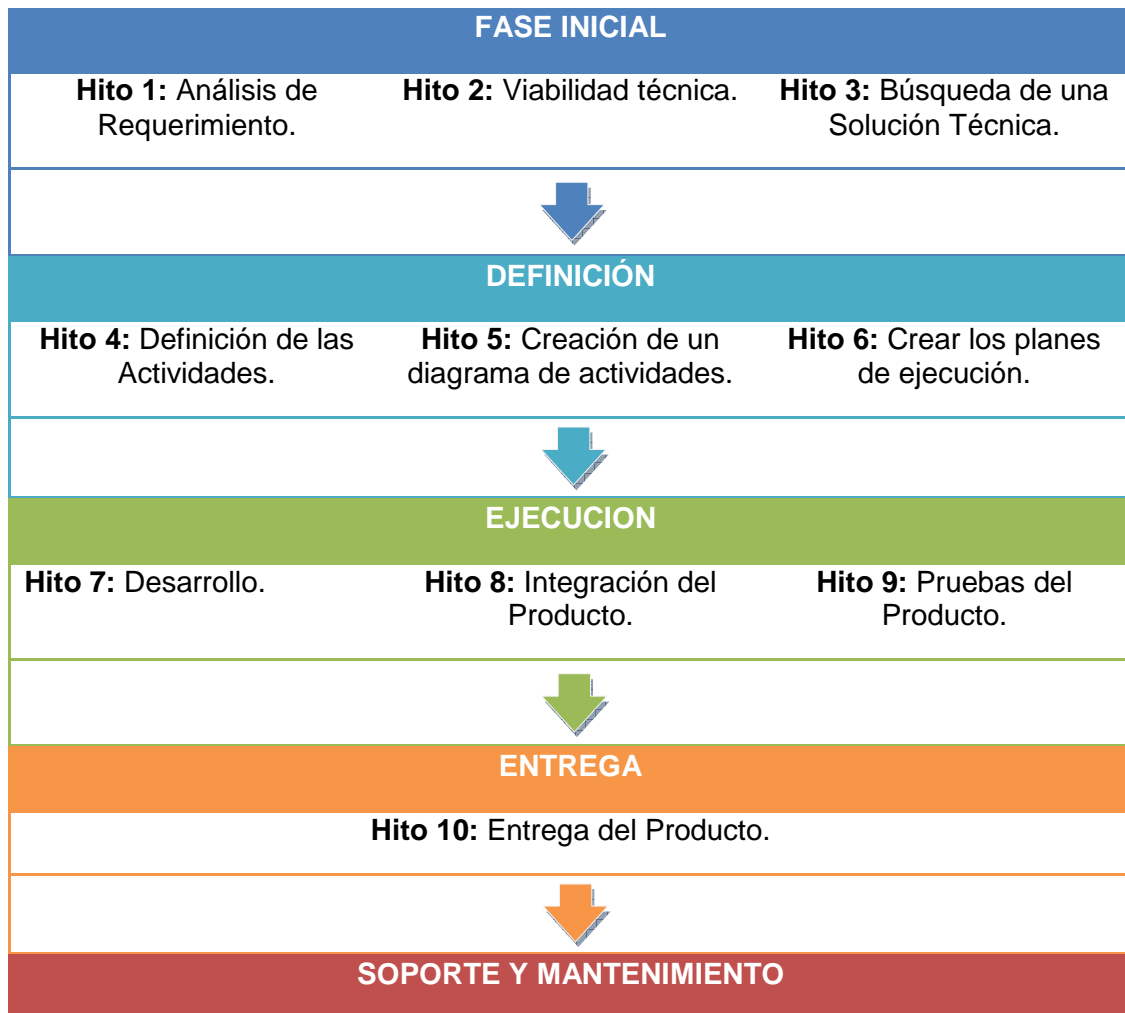 FASE INICIAL
Hito 1: Análisis de
Requerimiento.
Hito 2: Viabilidad técnica.
Hito 3: Búsqueda de una
Solución Técnica.
DEFINICIÓN
Hito 4: Definición de las
Actividades.
Hito 5: Creación de un
diagrama de actividades.
Hito 6: Crear los planes
de ejecución.
EJECUCION
Hito 7: Desarrollo.
Hito 8: Integración del
Producto.
Hito 9: Pruebas del
Producto.
ENTREGA
Hito 10: Entrega del Producto.
SOPORTE Y MANTENIMIENTO